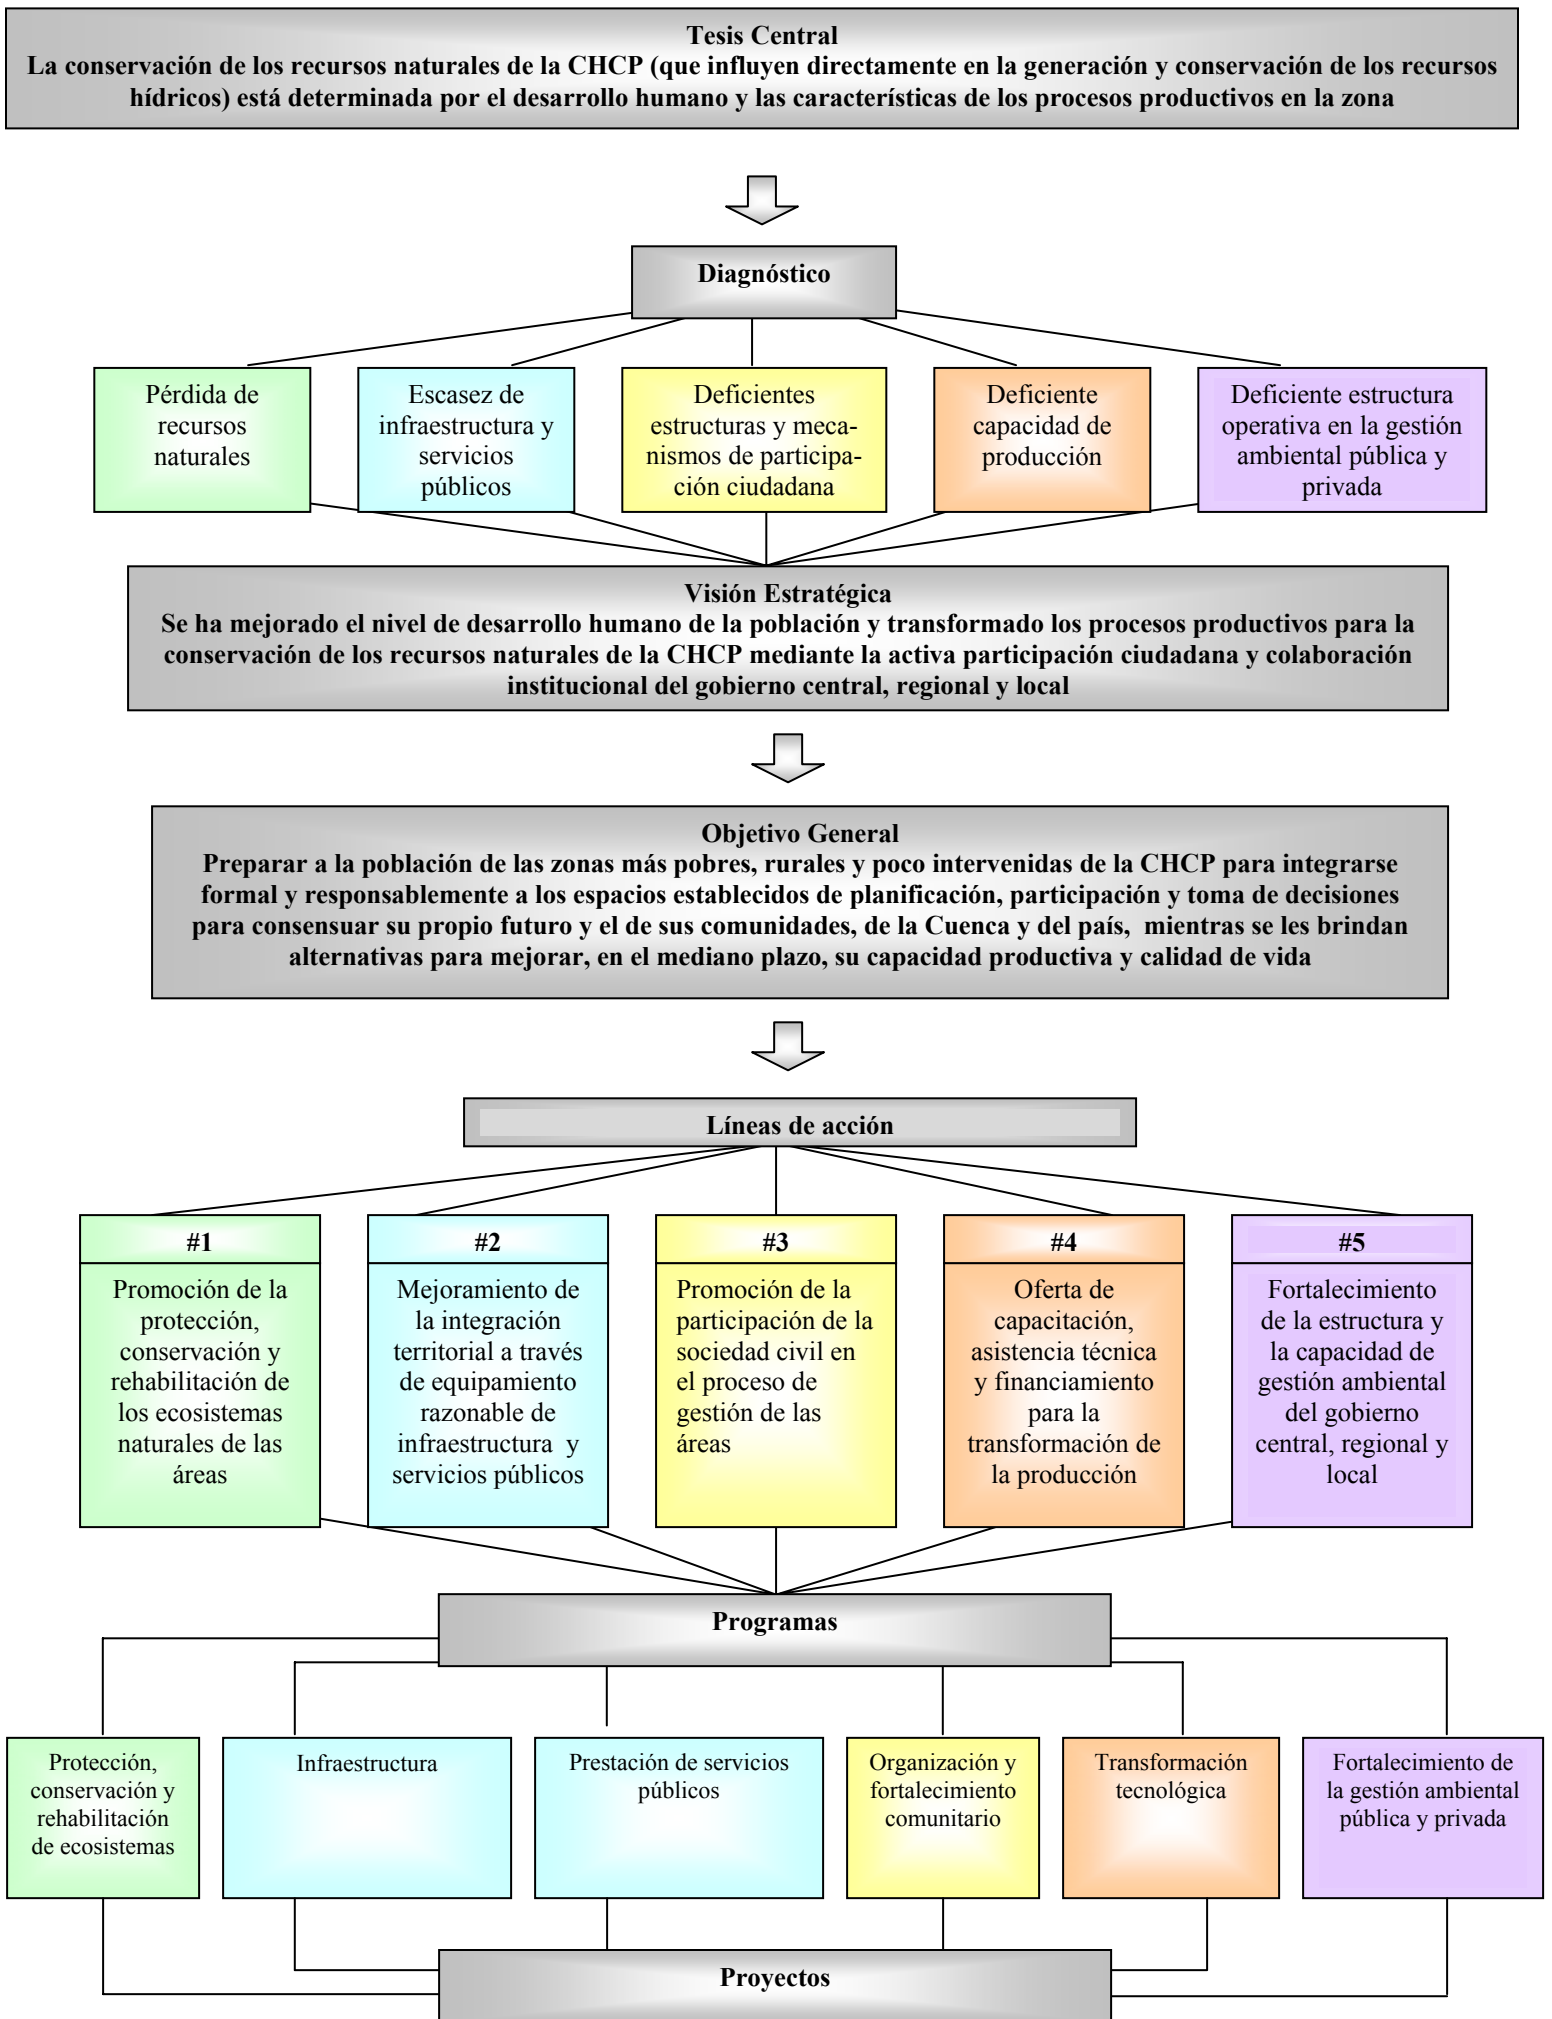 Tesis Central
La conservación de los recursos naturales de la CHCP (que influyen directamente en la generación y conservación de los recursos
hídricos) está determinada por el desarrollo humano y las características de los procesos productivos en la zona
Diagnóstico
Pérdida de
recursos
naturales
Escasez de
infraestructura y
servicios
públicos
Deficientes
estructuras y meca-
nismos de participa-
ción ciudadana
Deficiente
capacidad de
producción
Deficiente estructura
operativa en la gestión
ambiental pública y
privada
Visión Estratégica
Se ha mejorado el nivel de desarrollo humano de la población y transformado los procesos productivos para la
conservación de los recursos naturales de la CHCP mediante la activa participación ciudadana y colaboración
institucional del gobierno central, regional y local
Objetivo General
Preparar a la población de las zonas más pobres, rurales y poco intervenidas de la CHCP para integrarse
formal y responsablemente a los espacios establecidos de planificación, participación y toma de decisiones
para consensuar su propio futuro y el de sus comunidades, de la Cuenca y del país, mientras se les brindan
alternativas para mejorar, en el mediano plazo, su capacidad productiva y calidad de vida
Líneas de acción
#1
Promoción de la
protección,
conservación y
rehabilitación de
los ecosistemas
naturales de las
áreas
#2
Mejoramiento de
la integración
territorial a través
de equipamiento
razonable de
infraestructura y
servicios públicos
#3
Promoción de la
participación de la
sociedad civil en
el proceso de
gestión de las
áreas
#4
Oferta de
capacitación,
asistencia técnica
y financiamiento
para la
transformación de
la producción
#5
Fortalecimiento
de la estructura y
la capacidad de
gestión ambiental
del gobierno
central, regional y
local
Programas
Protección,
conservación y
rehabilitación
de ecosistemas
Infraestructura
Prestación de servicios
públicos
Organización y
fortalecimiento
comunitario
Transformación
tecnológica
Fortalecimiento de
la gestión ambiental
pública y privada
Proyectos